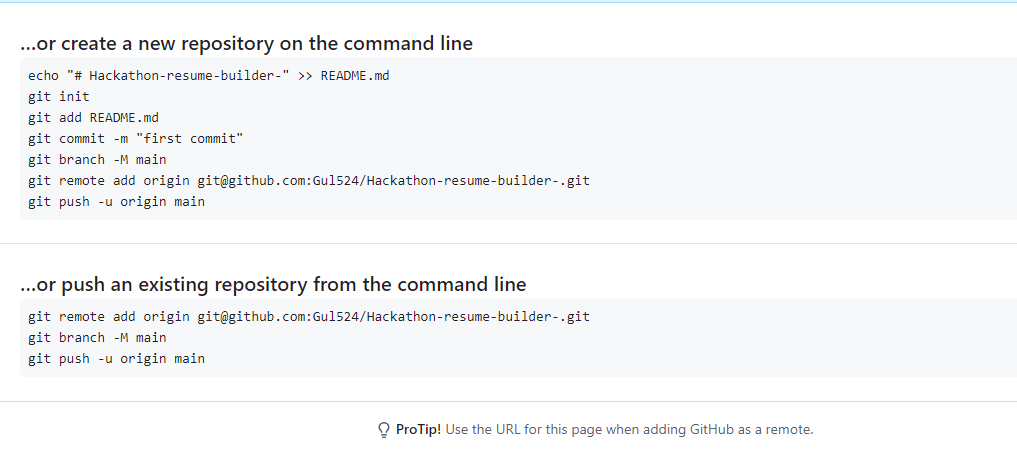 ...or create a new repository on the command line
echo "# Hackathon-resume-builder-" >> README.md
git init
git add README.md
git commit -m "first commit"
git branch -M main
git remote add origin git@github.com:Gul524/Hackathon-resume-builder-.git
git push -u origin main
...or push an existing repository from the command line
git remote add origin git@github.com:Gul524/Hackathon-resume-builder-.git
git branch -M main
git push -u origin main
ProTip! Use the URL for this page when adding GitHub as a remote.